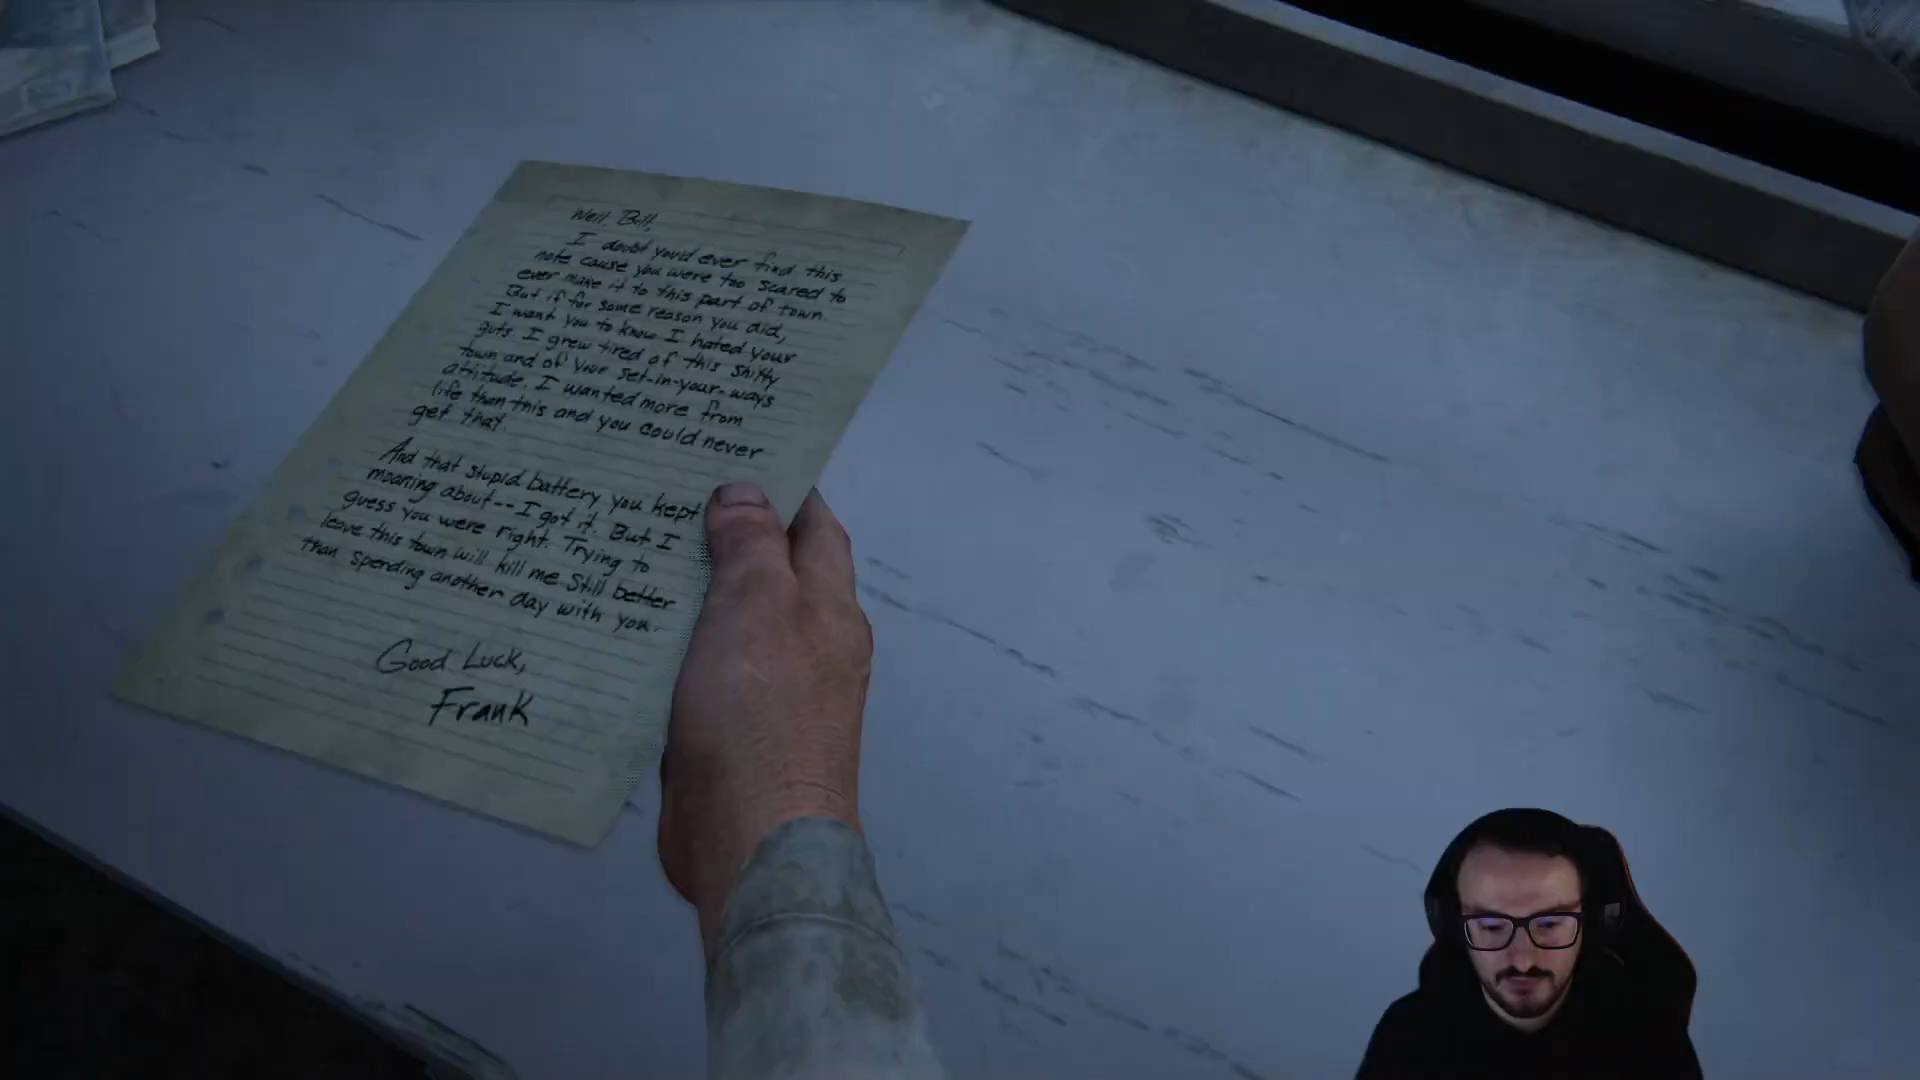 Well, Bill,
I doubt you'd ever find this
note cause you were too scared to
ever make it to this part of town.
But if for some reason you did,
I want you to know I hated your
guts. I grew tired of this shitty
town and of your set-in-your-ways
attitude. I wanted more from
life than this and you could never
get that.
And that stupid battery you kept
moaning about--I got it. But I
guess you were right. Trying to
leave this town will kill me. Still better
than spending another day with you.
Good Luck,
Frank